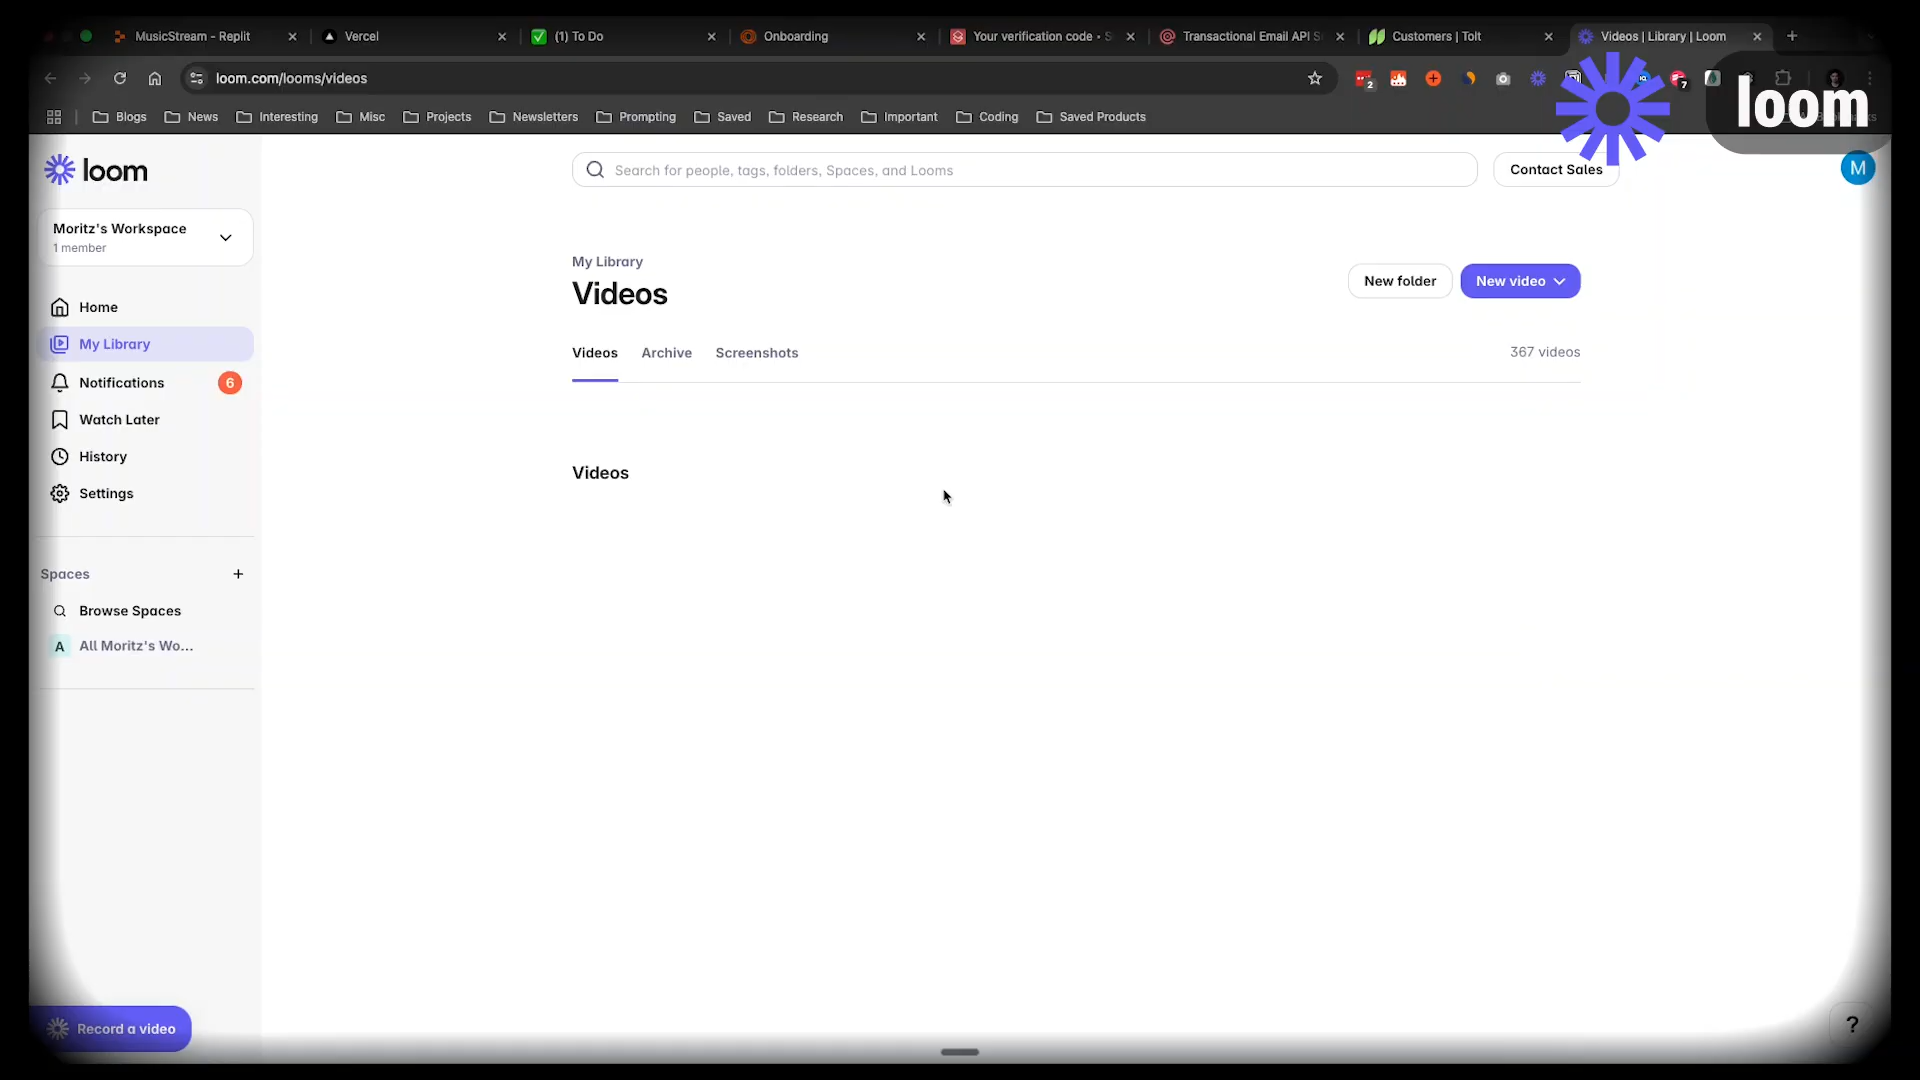 MusicStream - Replit
Vercel
(1) To Do
Onboarding
Your verification code •
Transactional Email API
Customers | Tolt
Videos | Library | Loom
loom.com/looms/videos
2
7
Blogs
News
Interesting
Misc
Projects
Newsletters
Prompting
Saved
Research
Important
Coding
Saved Products
loom
loom
Search for people, tags, folders, Spaces, and Looms
Contact Sales
M
Moritz's Workspace
1 member
My Library
Videos
New folder
New video
Home
My Library
Videos
Archive
Screenshots
367 videos
Notifications
6
Watch Later
History
Videos
Settings
Spaces
+
Browse Spaces
A
All Moritz's Wo...
Record a video
?